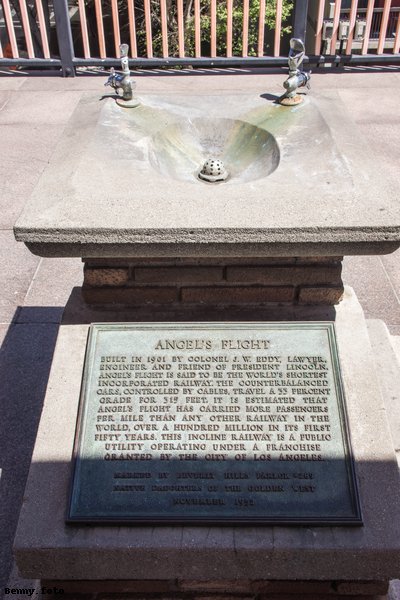 ANGEL'S FLIGHT
BUILT IN 1901 BY COLONEL J. W. EDDY, LAWYER,
ENGINEER AND FRIEND OF PRESIDENT LINCOLN,
ANGEL'S FLIGHT IS SAID TO BE THE WORLD'S SHORTEST
INCORPORATED RAILWAY. THE COUNTERBALANCED
CARS, CONTROLLED BY CABLES, TRAVEL A 33 PERCENT
GRADE FOR 315 FEET. IT IS ESTIMATED THAT
ANGEL'S FLIGHT HAS CARRIED MORE PASSENGERS
PER MILE THAN ANY OTHER RAILWAY IN THE
WORLD, OVER A HUNDRED MILLION IN ITS FIRST
FIFTY YEARS. THIS INCLINE RAILWAY IS A PUBLIC
UTILITY OPERATING UNDER A FRANCHISE
GRANTED BY THE CITY OF LOS ANGELES.
MARKED BY BEVERLY HILLS PARLOR
NATIVE DAUGHTERS OF THE GOLDEN WEST
NOVEMBER 1952
Benny.foto